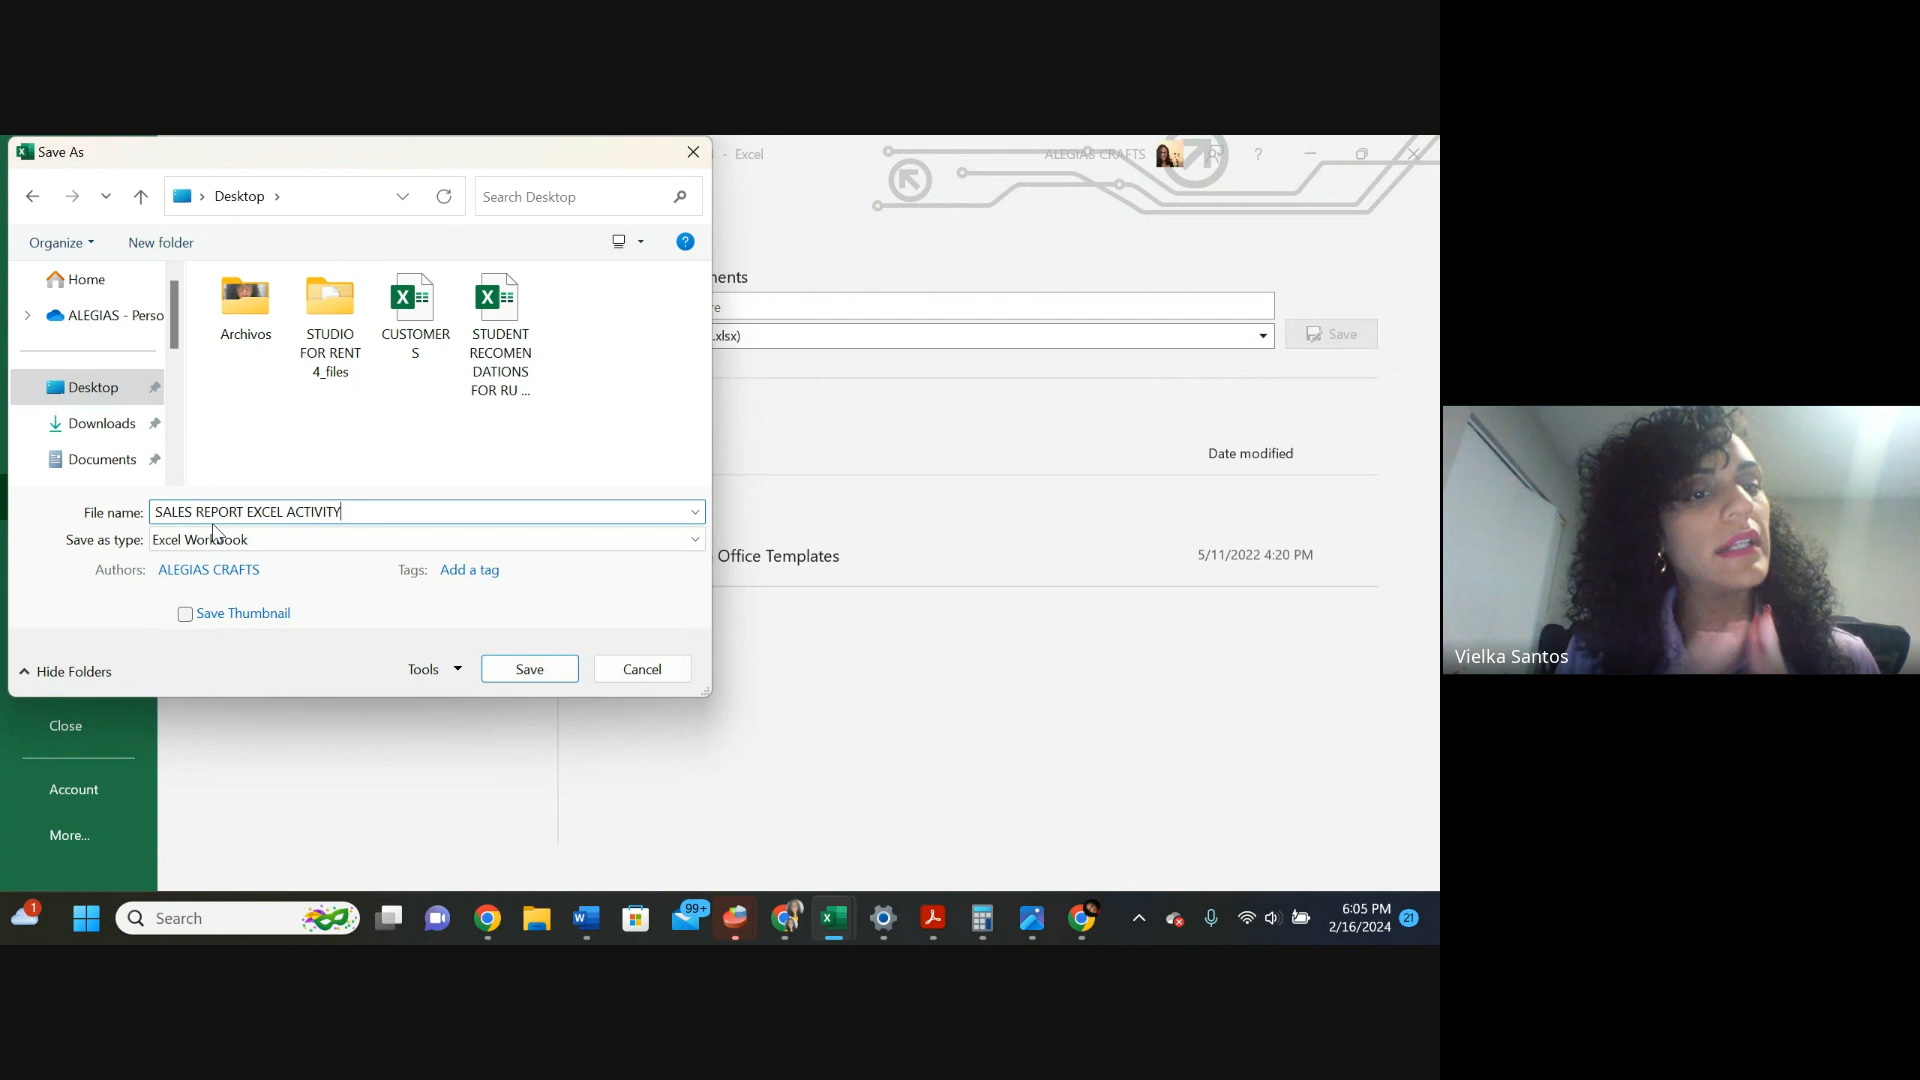 Save As
- Excel
ALEGIAS CRAFTS
?
Desktop
Search Desktop
Organize
New folder
?
Home
ALEGIAS - Perso
Desktop
Downloads
Documents
Archivos
STUDIO
FOR RENT
4_files
CUSTOMER
S
STUDENT
RECOMEN
DATIONS
FOR RU ...
File name: SALES REPORT EXCEL ACTIVITY
Save as type: Excel Workbook
Authors: ALEGIAS CRAFTS
Tags: Add a tag
Save Thumbnail
Hide Folders
Tools
Save
Cancel
ments
re
.xlsx)
Save
Date modified
Office Templates
5/11/2022 4:20 PM
Close
Account
More...
Vielka Santos
1
Search
99+
6:05 PM
2/16/2024
21